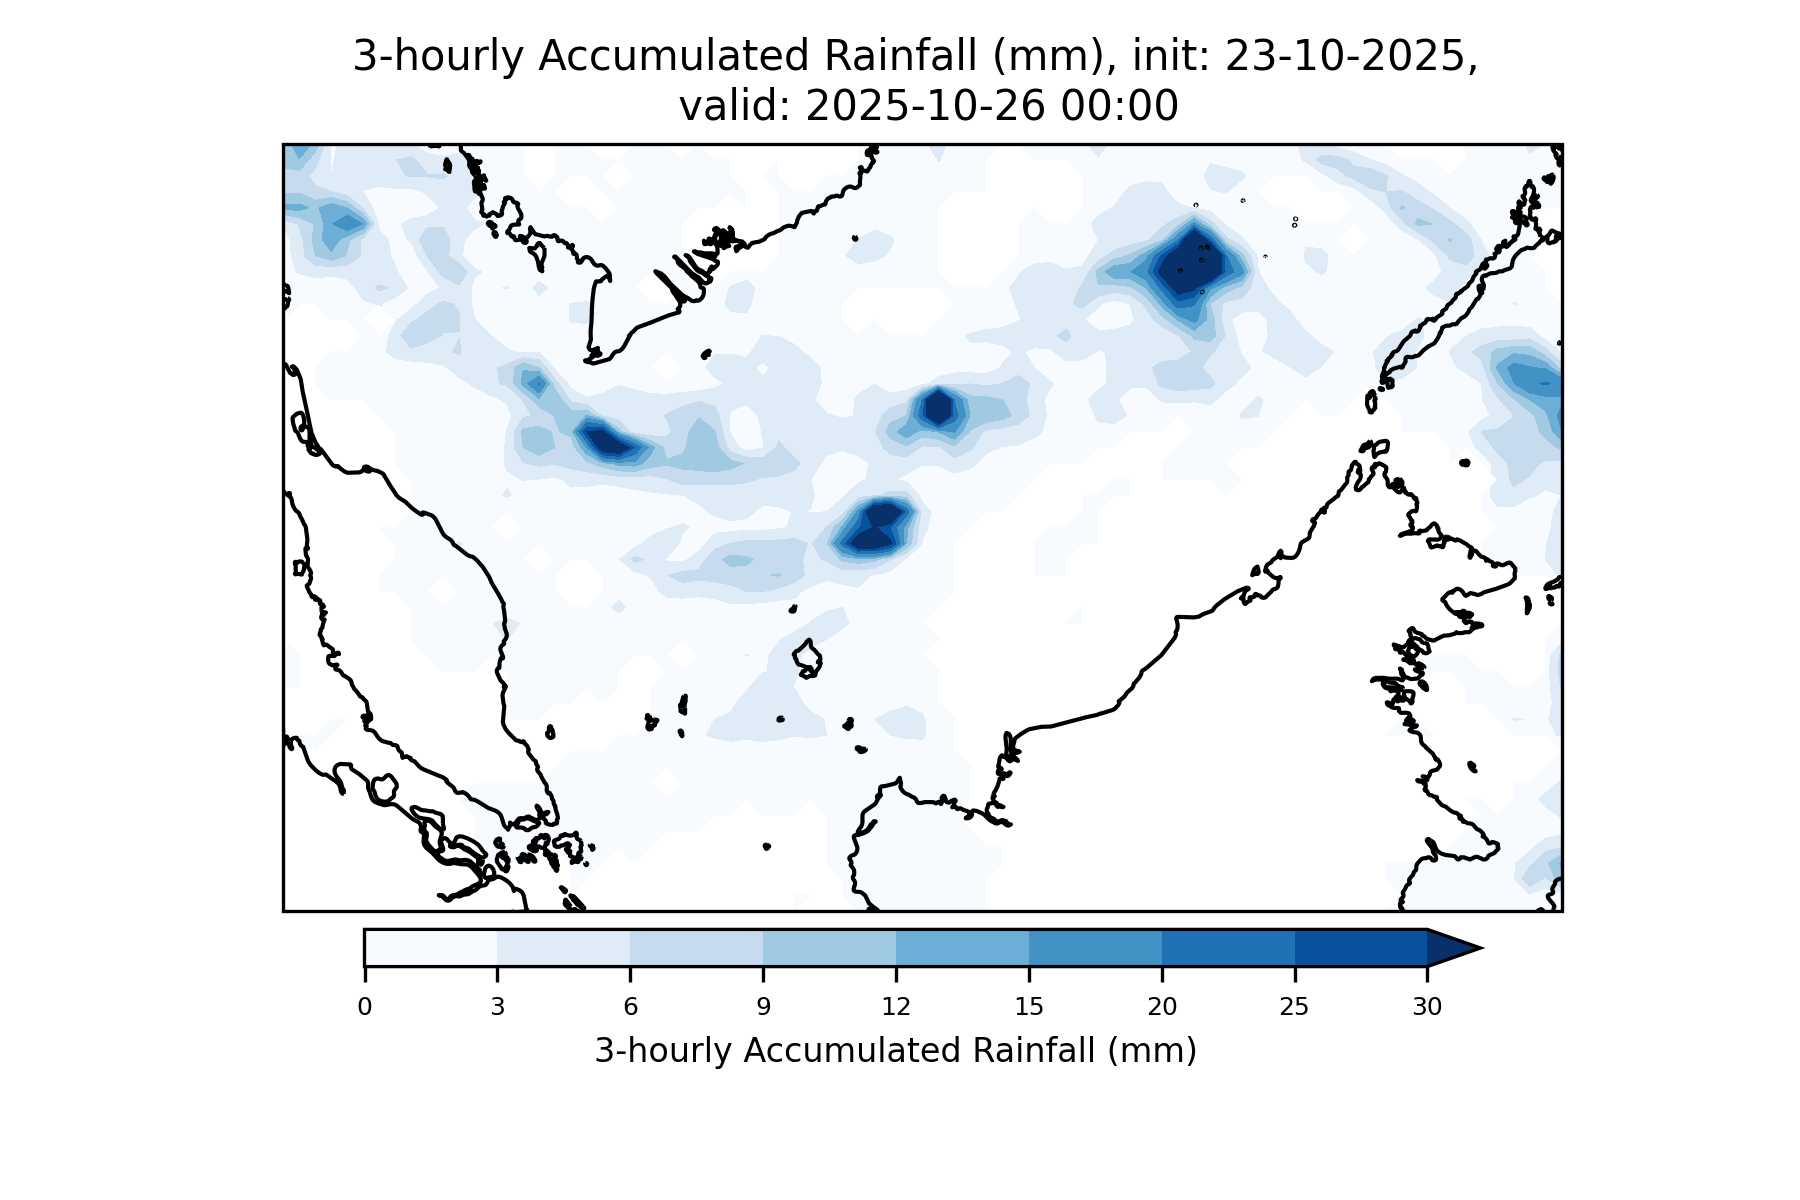 3-hourly Accumulated Rainfall (mm), init: 23-10-2025,
valid: 2025-10-26 00:00
0 3 6 9 12 15 20 25 30
3-hourly Accumulated Rainfall (mm)